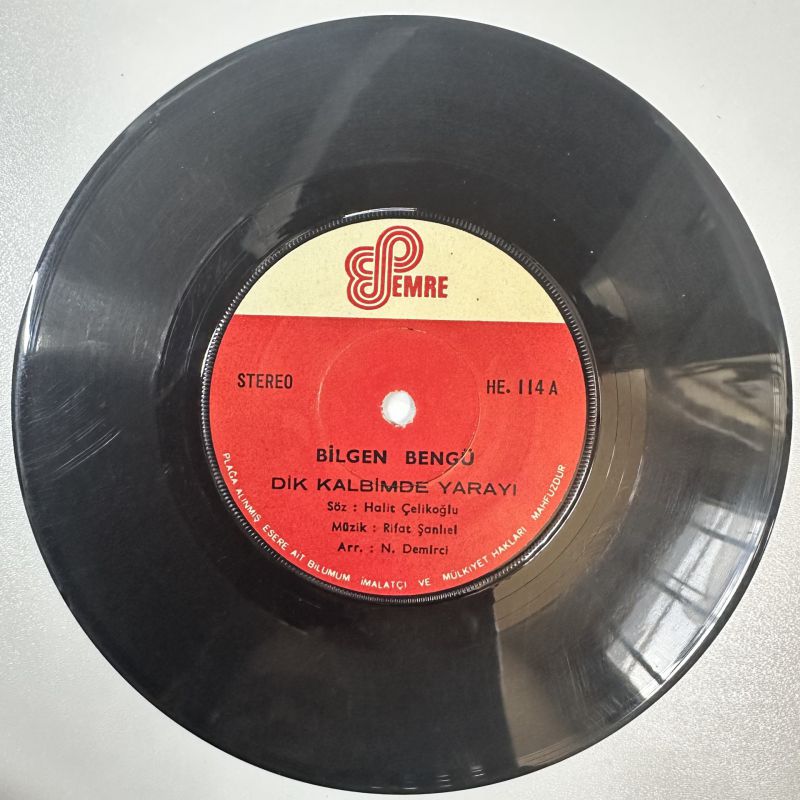 EMRE
STEREO
HE. 114 A
BİLGEN BENGÜ
DİK KALBİMDE YARAYI
Söz : Halit Çelikoğlu
Müzik : Rifat Şanlıel
Arr. : N. Demirci
PLAĞA ALINMIŞ ESERE AİT BİLUMUM İMALATÇI VE MÜLKİYET HAKLARI MAHFUZDUR